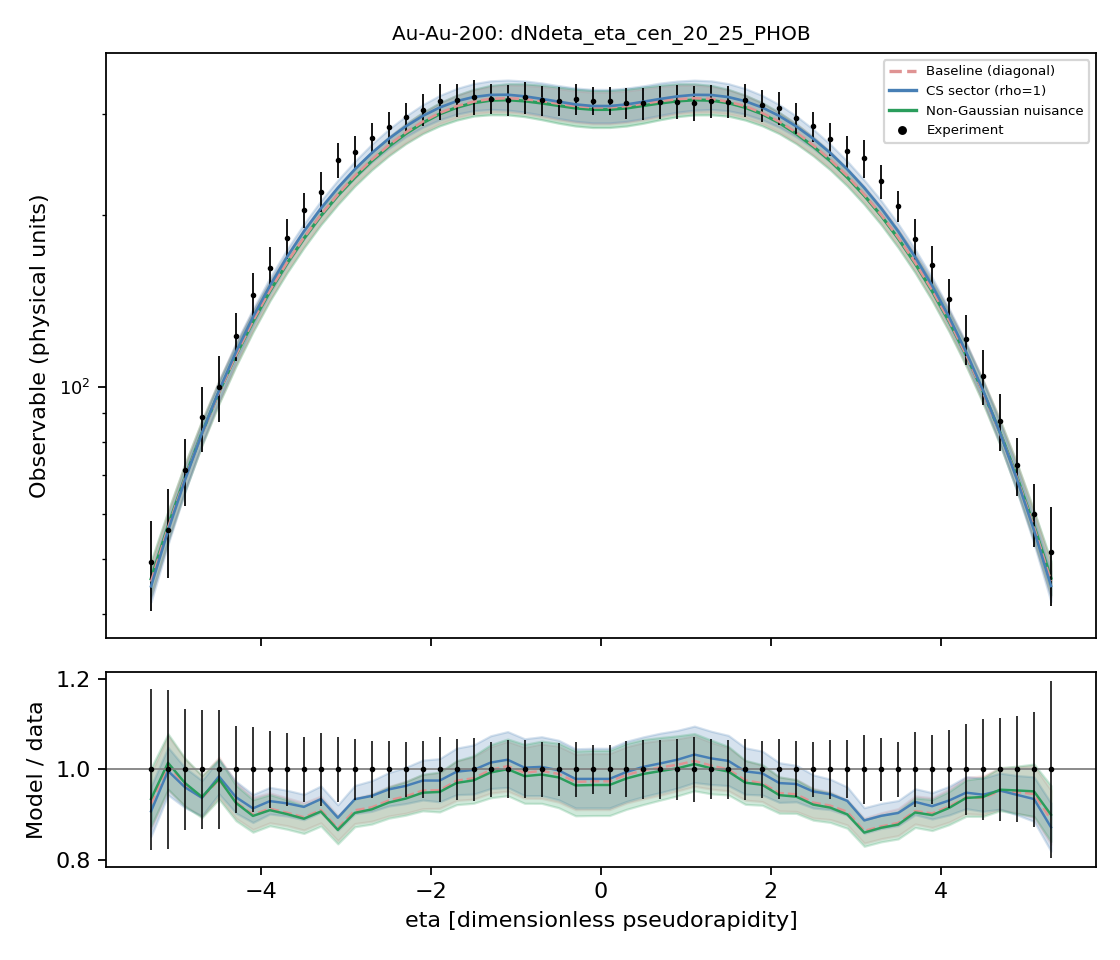 Au-Au-200: dNdeta_eta_cen_20_25_PHOB
Baseline (diagonal)
CS sector (rho=1)
Non-Gaussian nuisance
Experiment
Observable (physical units)
10²
Model / data
1.2
1.0
0.8
−4 −2 0 2 4
eta [dimensionless pseudorapidity]